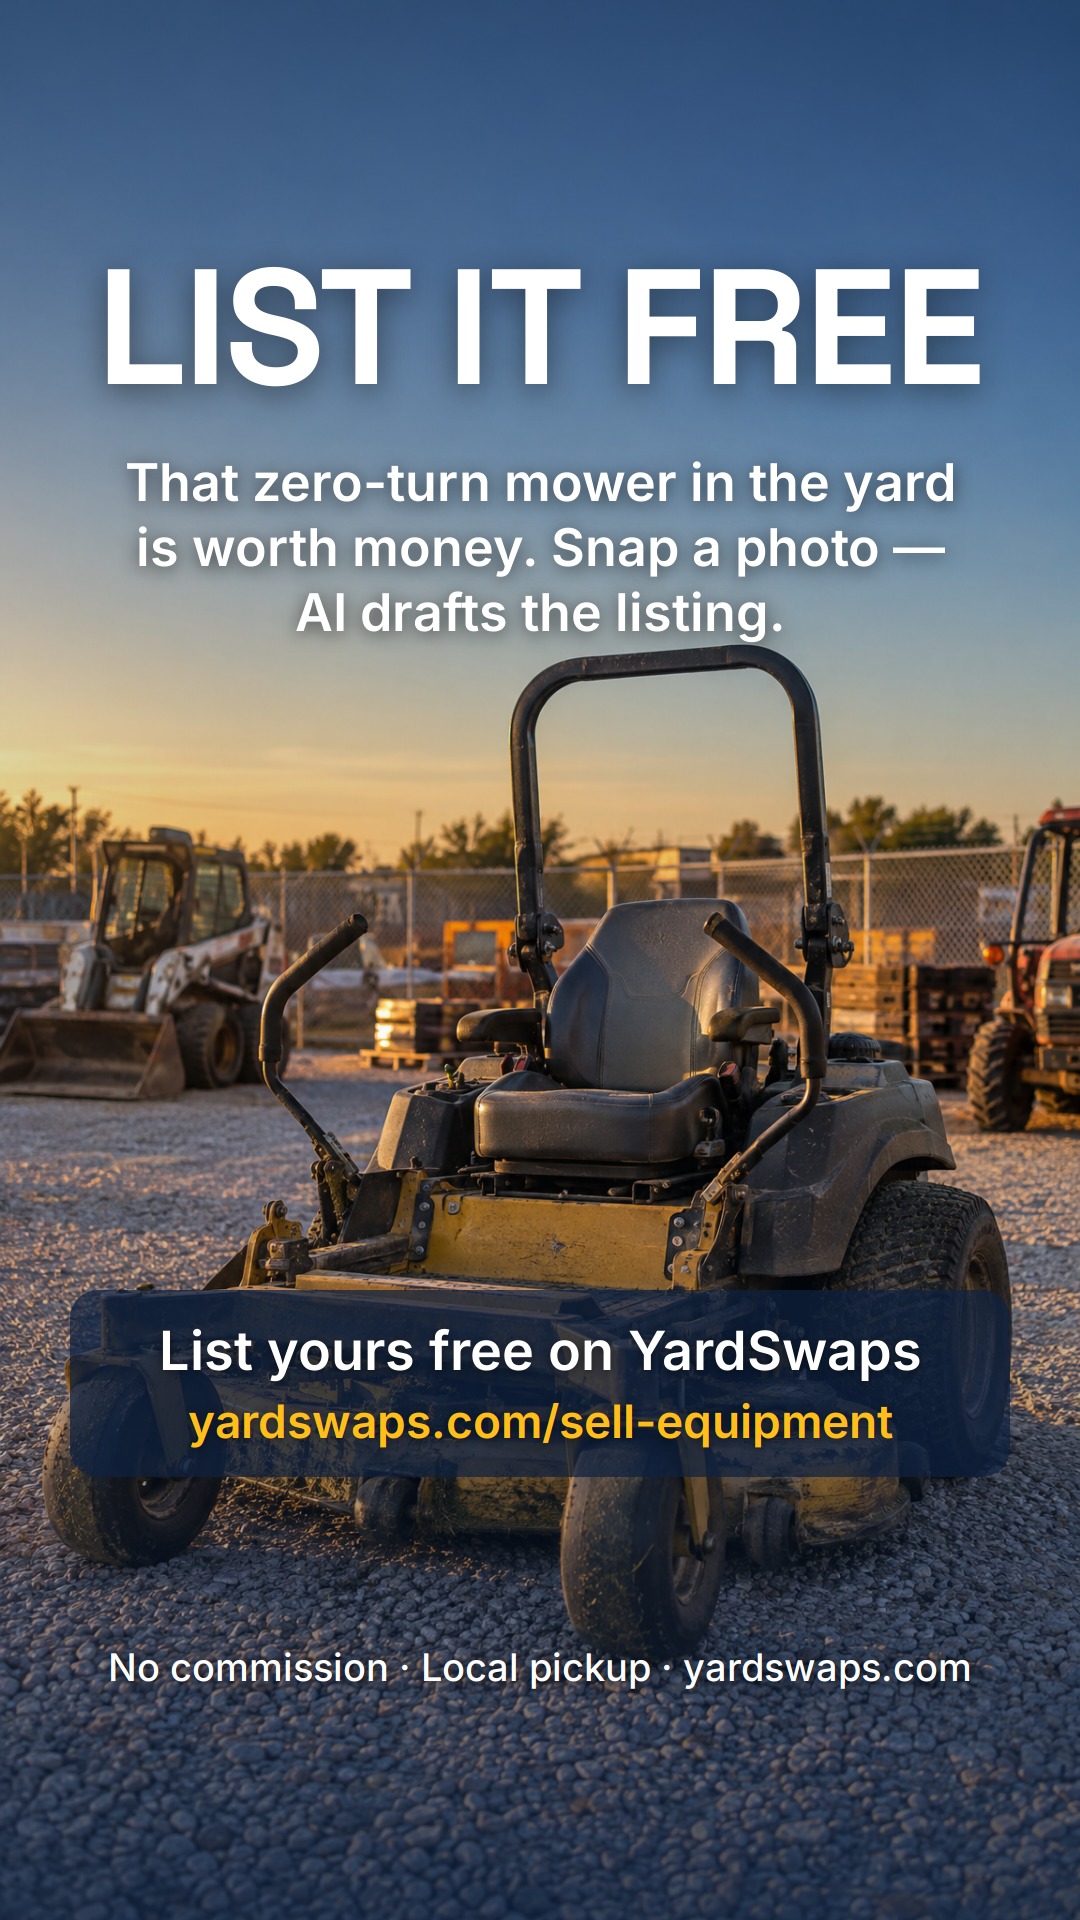 LIST IT FREE
That zero-turn mower in the yard
is worth money. Snap a photo —
AI drafts the listing.
List yours free on YardSwaps
yardswaps.com/sell-equipment
No commission · Local pickup · yardswaps.com